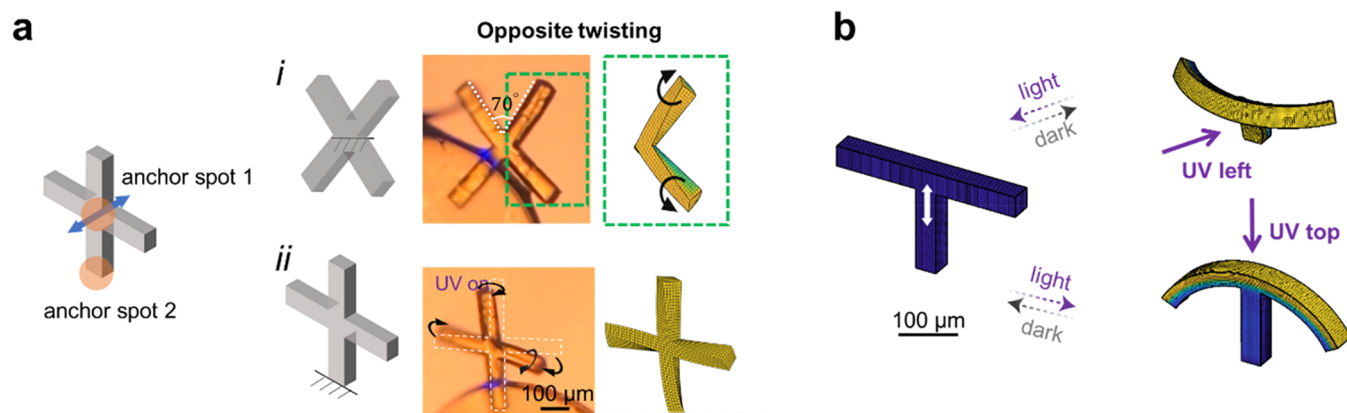 a
anchor spot 1
anchor spot 2
i
ii
Opposite twisting
70°
UV on
100 µm
b
light
dark
UV left
UV top
light
dark
100 µm